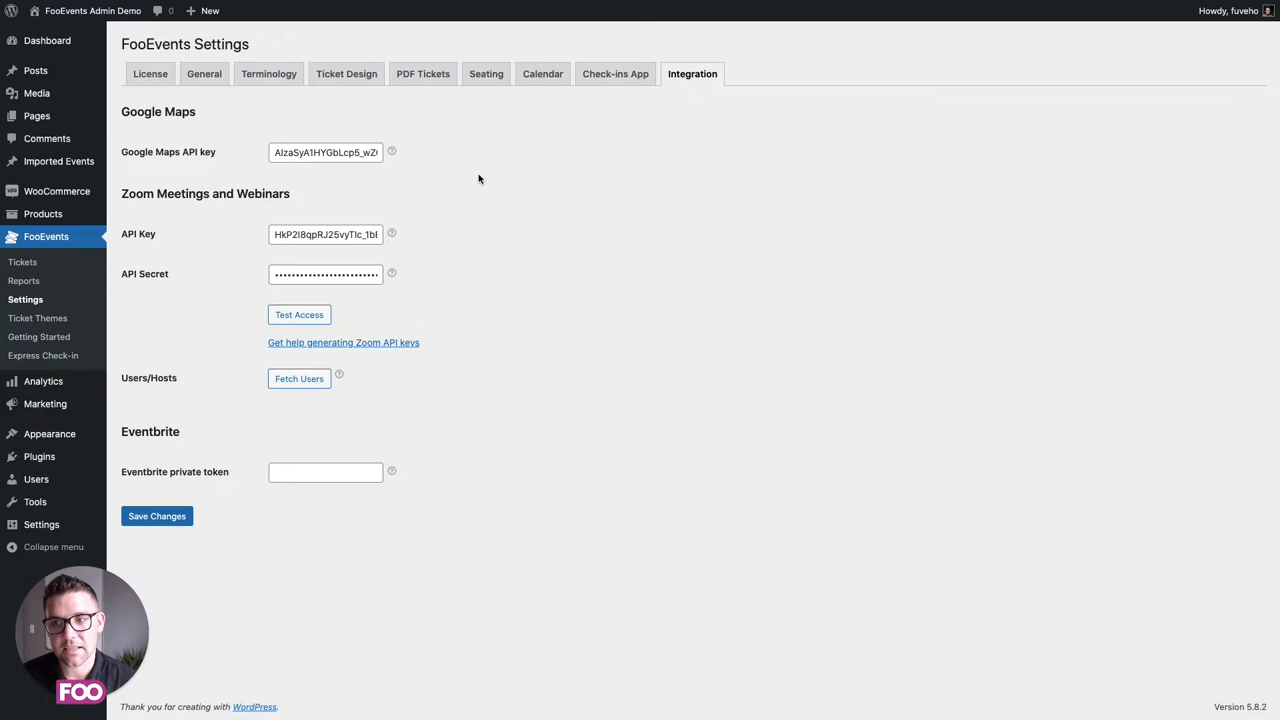 FooEvents Admin Demo
0
New
Howdy, fuveho
Dashboard
Posts
Media
Pages
Comments
Imported Events
WooCommerce
Products
FooEvents
Tickets
Reports
Settings
Ticket Themes
Getting Started
Express Check-in
Analytics
Marketing
Appearance
Plugins
Users
Tools
Settings
Collapse menu
FOO
FooEvents Settings
License General Terminology Ticket Design PDF Tickets Seating Calendar Check-ins App Integration
Google Maps
Google Maps API key
Zoom Meetings and Webinars
API Key
API Secret ••••••••••••••••••••••••••
Test Access
Get help generating Zoom API keys
Users/Hosts Fetch Users
Eventbrite
Eventbrite private token
Save Changes
Thank you for creating with WordPress.
Version 5.8.2